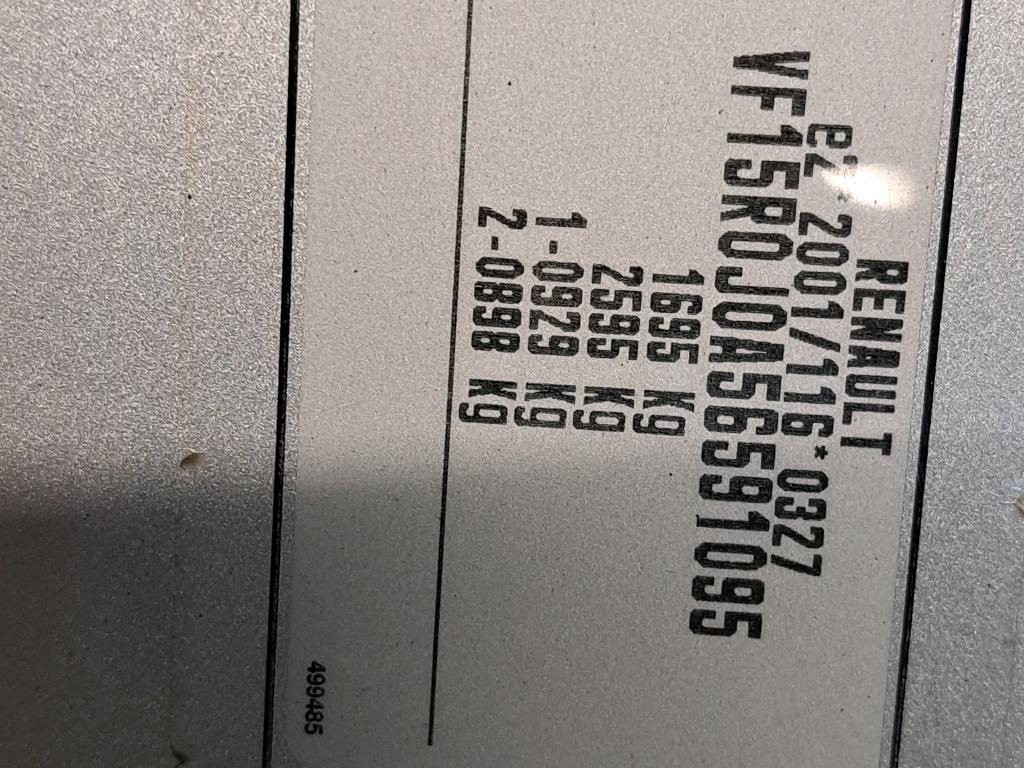 RENAULT
e2*2001/116*0327
VF15R0J0A56591095
1695 kg
2595 kg
1-0929 kg
2-0898 kg
499485